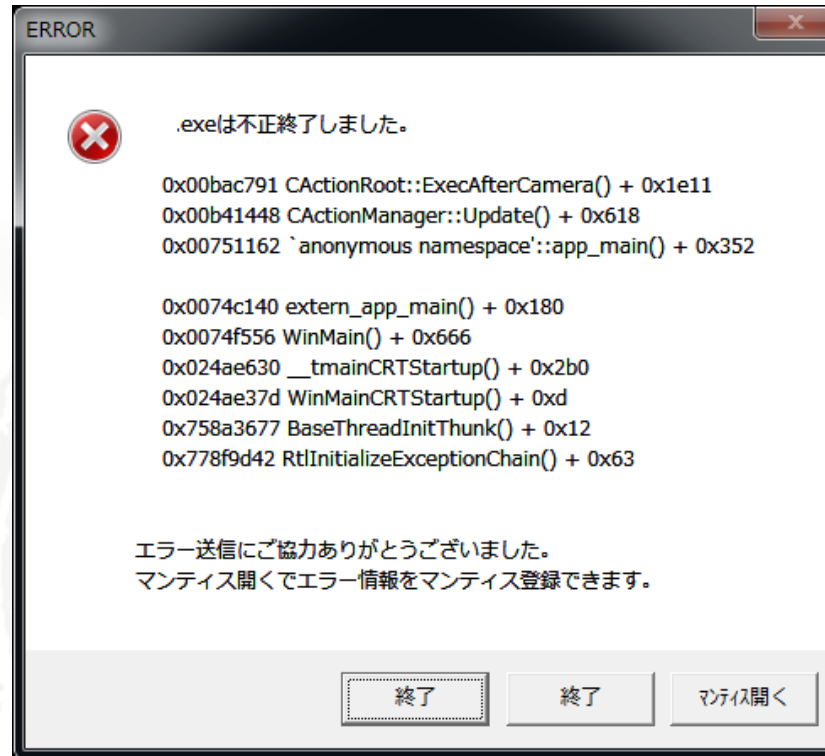 ERROR
.exeは不正終了しました。
0x00bac791 CActionRoot::ExecAfterCamera() + 0x1e11
0x00b41448 CActionManager::Update() + 0x618
0x00751162 `anonymous namespace'::app_main() + 0x352
0x0074c140 extern_app_main() + 0x180
0x0074f556 WinMain() + 0x666
0x024ae630 __tmainCRTStartup() + 0x2b0
0x024ae37d WinMainCRTStartup() + 0xd
0x758a3677 BaseThreadInitThunk() + 0x12
0x778f9d42 RtlInitializeExceptionChain() + 0x63
エラー送信にご協力ありがとうございました。
マンティス開くでエラー情報をマンティス登録できます。
終了 終了 ﾏﾝﾃｨｽ開く